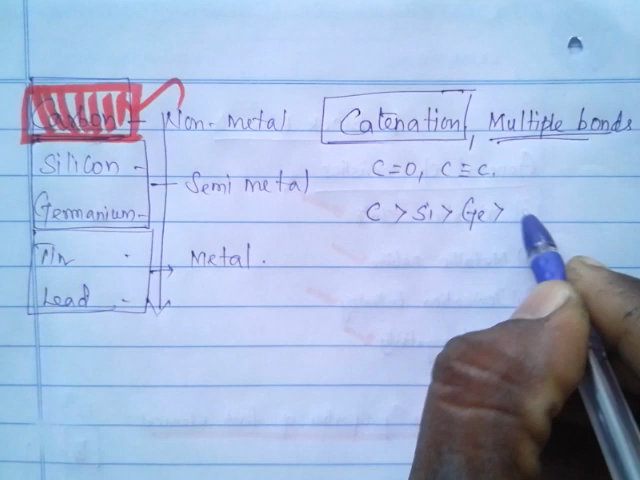 Carbon - Non-metal Catenation, Multiple bonds
Silicon - C=O, C≡C.
Semi metal
Germanium - C > Si > Ge >
Tin . Metal.
Lead -